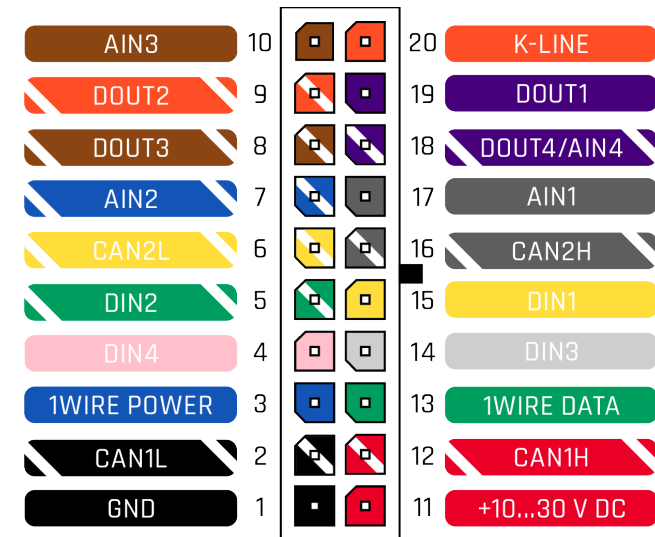 AIN3 10 20 K-LINE
DOUT2 9 19 DOUT1
DOUT3 8 18 DOUT4/AIN4
AIN2 7 17 AIN1
CAN2L 6 16 CAN2H
DIN2 5 15 DIN1
DIN4 4 14 DIN3
1WIRE POWER 3 13 1WIRE DATA
CAN1L 2 12 CAN1H
GND 1 11 +10...30 V DC